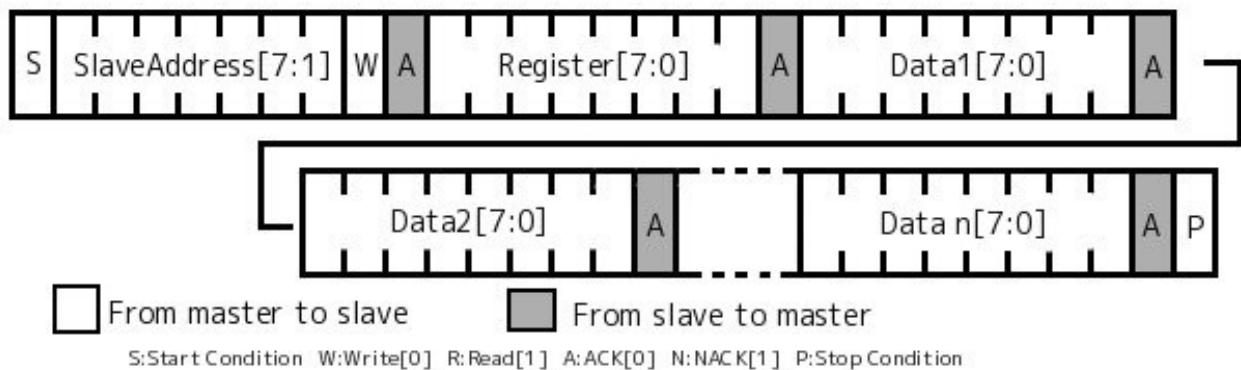 S SlaveAddress[7:1] W A Register[7:0] A Data1[7:0] A
Data2[7:0] A Data n[7:0] A P
From master to slave From slave to master
S:Start Condition W:Write[0] R:Read[1] A:ACK[0] N:NACK[1] P:Stop Condition